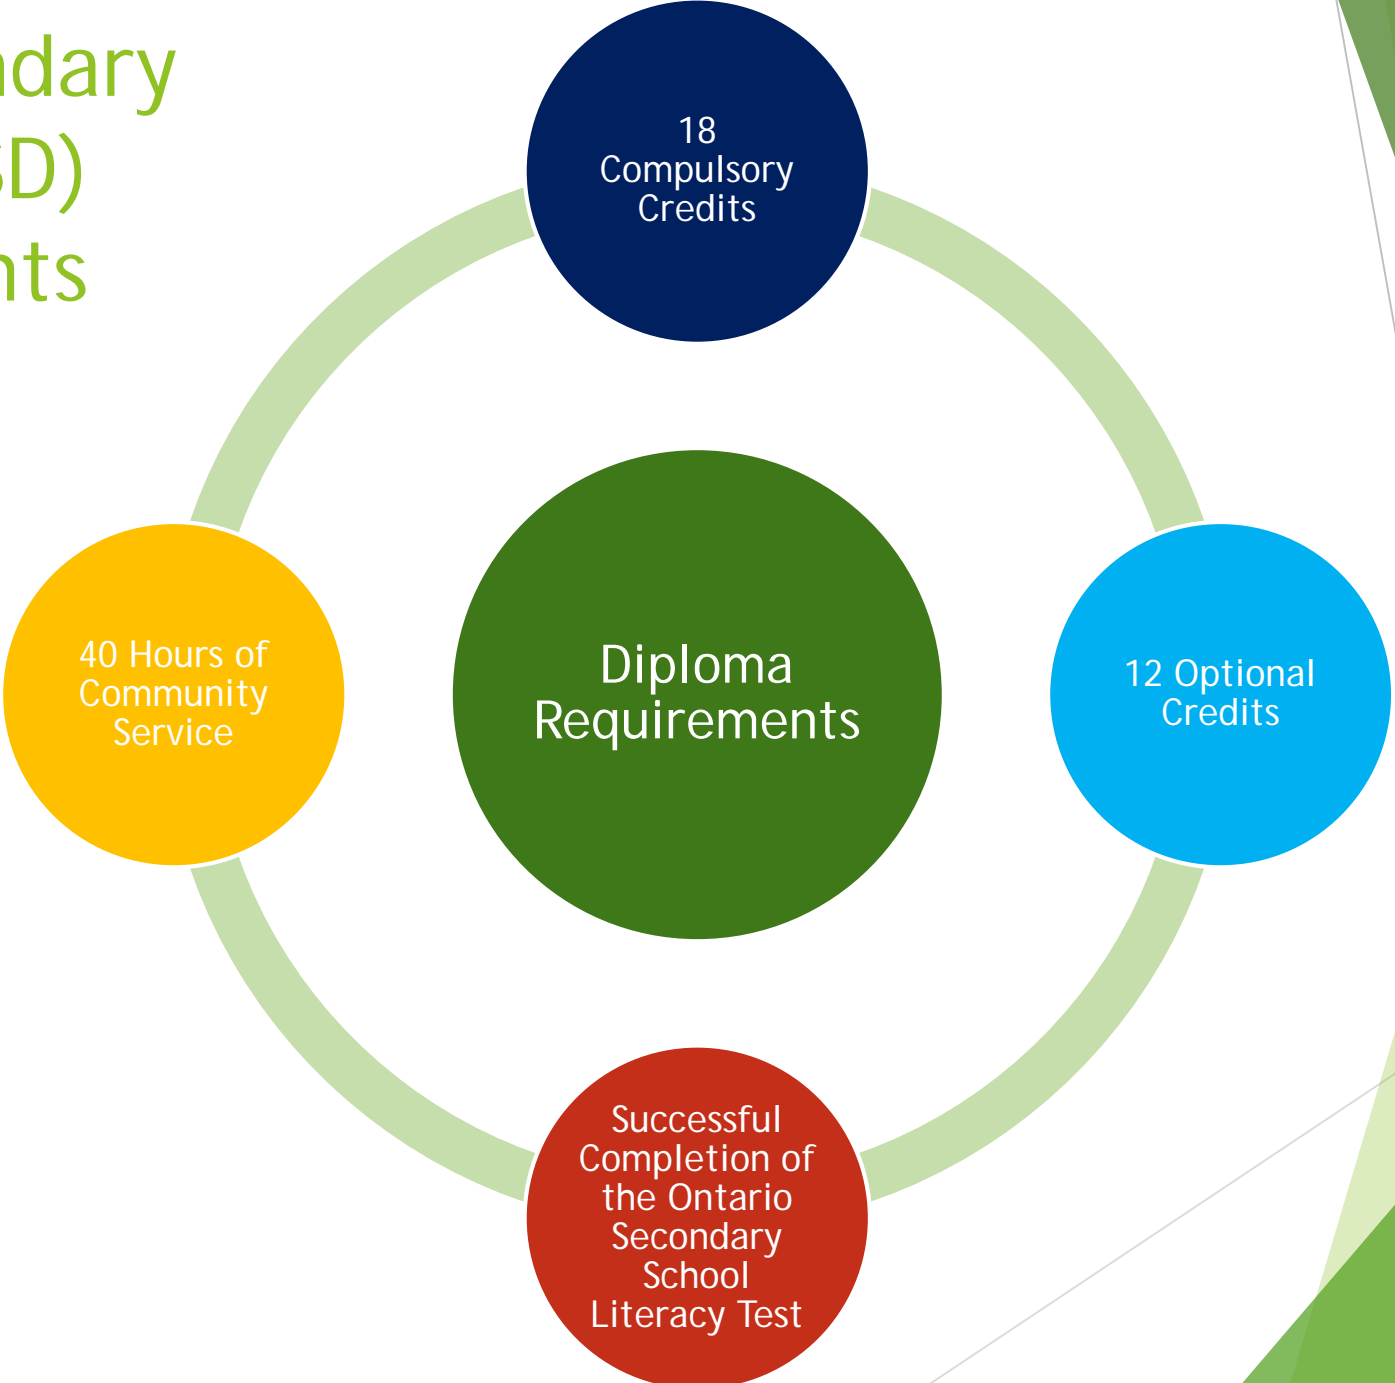 ndary
SD)
nts
18
Compulsory
Credits
40 Hours of
Community
Service
Diploma
Requirements
12 Optional
Credits
Successful
Completion of
the Ontario
Secondary
School
Literacy Test